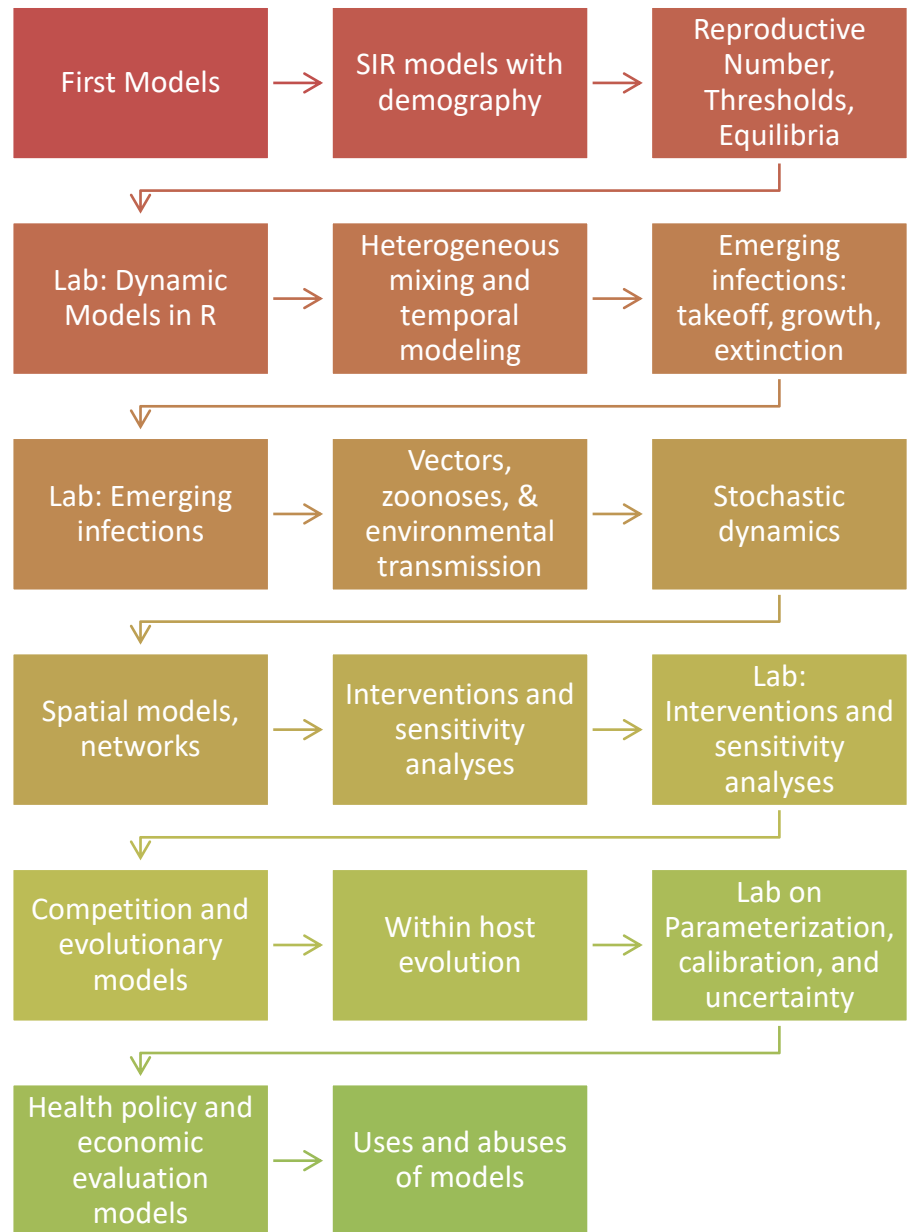 First Models
SIR models with
demography
Reproductive
Number,
Thresholds,
Equilibria
Lab: Dynamic
Models in R
Heterogeneous
mixing and
temporal
modeling
Emerging
infections:
takeoff, growth,
extinction
Lab: Emerging
infections
Vectors,
zoonoses, &
environmental
transmission
Stochastic
dynamics
Spatial models,
networks
Interventions and
sensitivity
analyses
Lab:
Interventions and
sensitivity
analyses
Competition and
evolutionary
models
Within host
evolution
Lab on
Parameterization,
calibration, and
uncertainty
Health policy and
economic
evaluation
models
Uses and abuses
of models